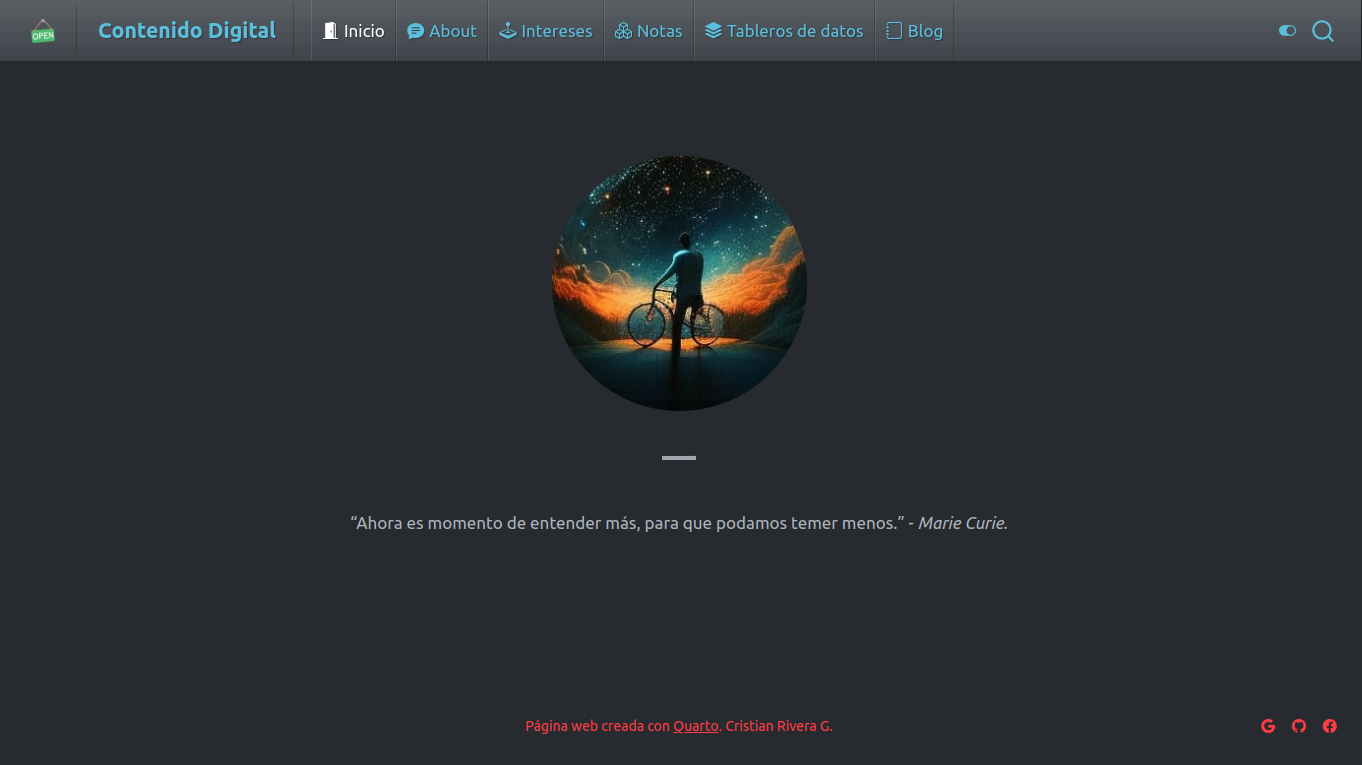 OPEN
Contenido Digital
Inicio
About
Intereses
Notas
Tableros de datos
Blog
“Ahora es momento de entender más, para que podamos temer menos.” - Marie Curie.
Página web creada con Quarto. Cristian Rivera G.